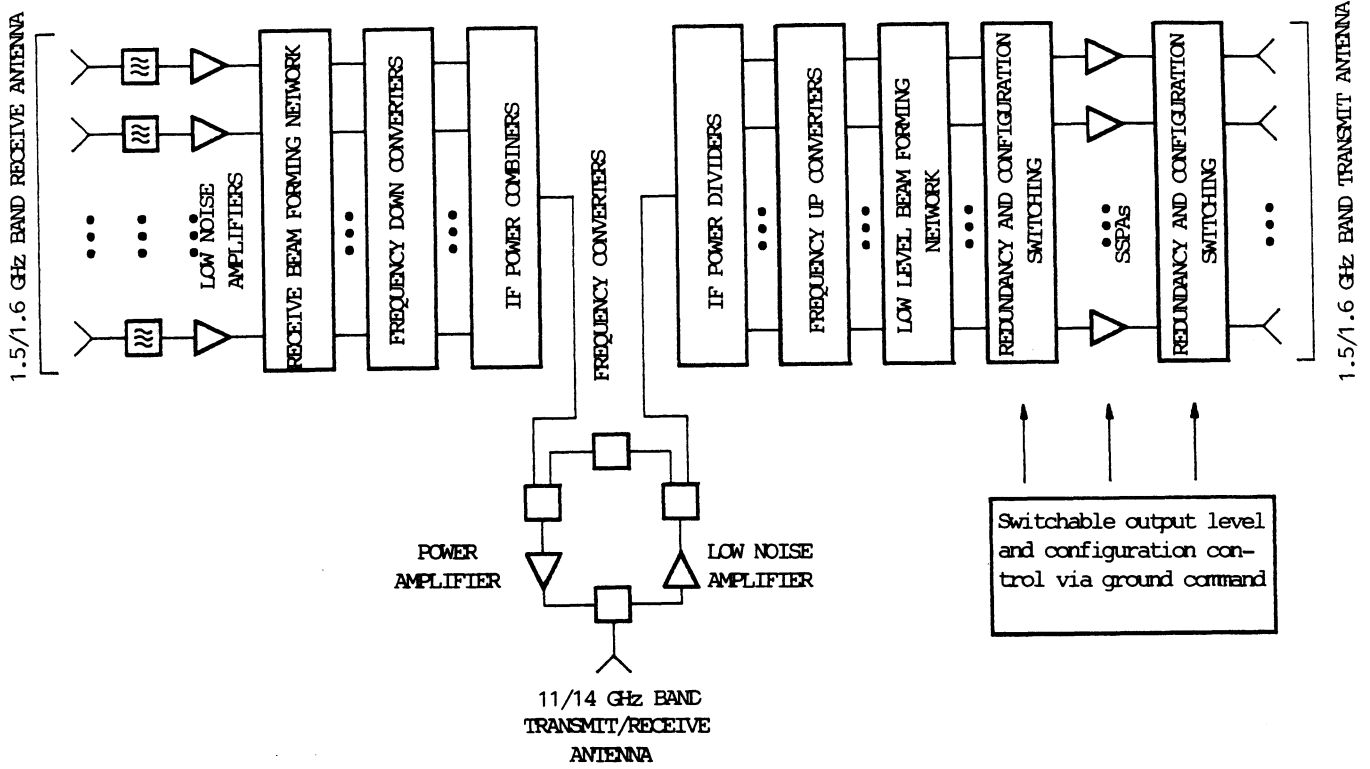 1.5/1.6 GHz BAND RECEIVE ANTENNA
LOW NOISE
AMPLIFIERS
RECEIVE BEAM FORMING NETWORK
FREQUENCY DOWN CONVERTERS
IF POWER COMBINERS
FREQUENCY CONVERTERS
IF POWER DIVIDERS
FREQUENCY UP CONVERTERS
LOW LEVEL BEAM FORMING
NETWORK
REDUNDANCY AND CONFIGURATION
SWITCHING
SSPAs
REDUNDANCY AND CONFIGURATION
SWITCHING
1.5/1.6 GHz BAND TRANSMIT ANTENNA
POWER
AMPLIFIER
LOW NOISE
AMPLIFIER
11/14 GHz BAND
TRANSMIT/RECEIVE
ANTENNA
Switchable output level
and configuration con-
trol via ground command